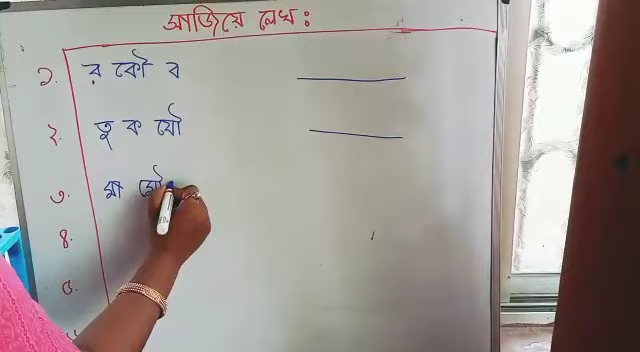 সাজিয়ে লেখ :
১. র কৌ ব
২. তু ক যৌ
৩. মা মৌ
৪.
৫.